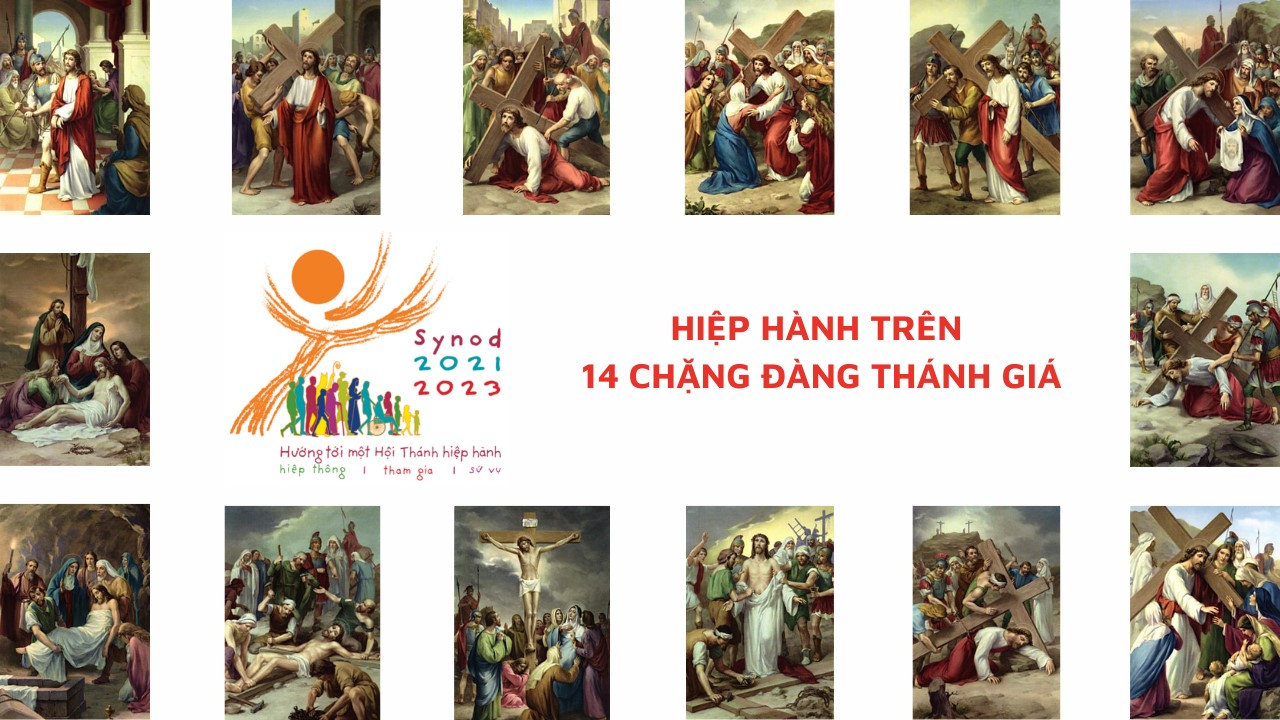 Synod
2021
2023
Hướng tới một Hội Thánh hiệp hành
hiệp thông | tham gia | sứ vụ
HIỆP HÀNH TRÊN
14 CHẶNG ĐÀNG THÁNH GIÁ